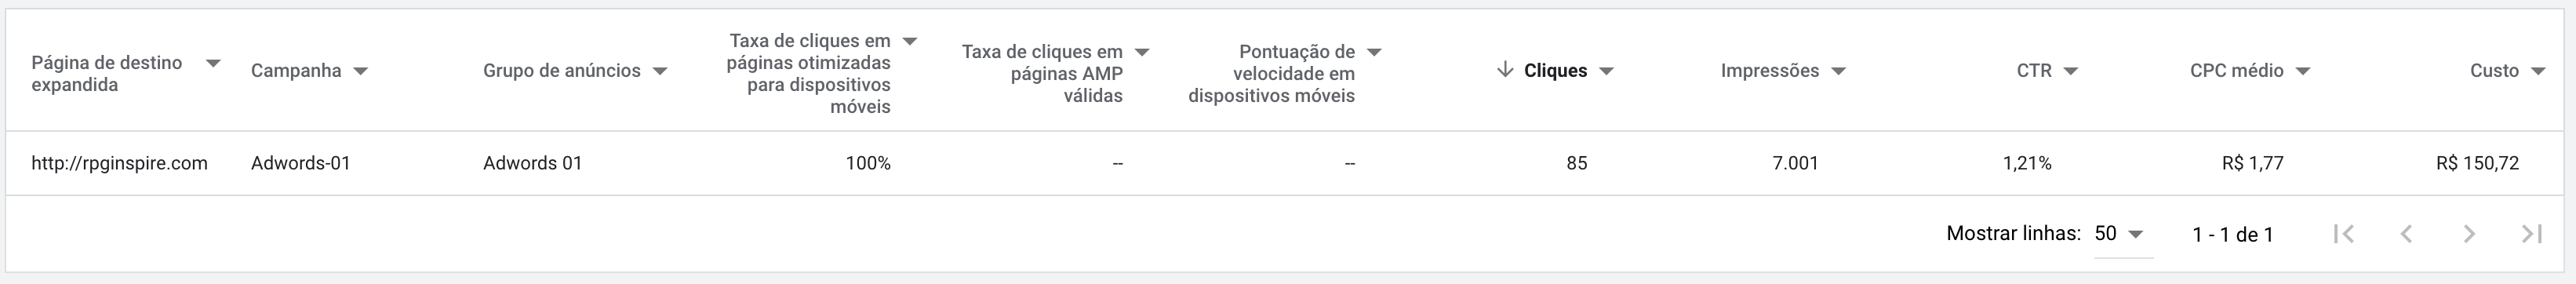 Página de destino
expandida
Campanha
Grupo de anúncios
Taxa de cliques em
páginas otimizadas
para dispositivos
móveis
Taxa de cliques em
páginas AMP
válidas
Pontuação de
velocidade em
dispositivos móveis
Cliques
Impressões
CTR
CPC médio
Custo
http://rpginspire.com Adwords-01 Adwords 01 100% -- -- 85 7.001 1,21% R$ 1,77 R$ 150,72
Mostrar linhas: 50 1 - 1 de 1